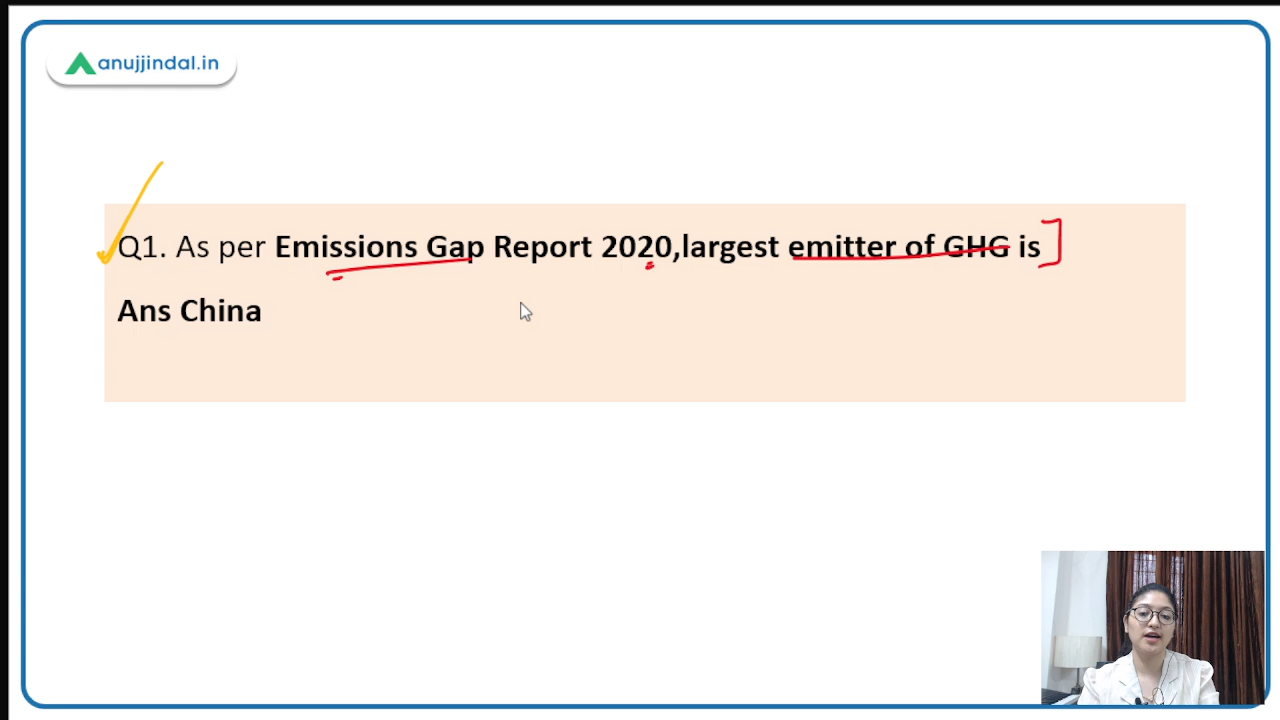 anujjindal.in
Q1. As per Emissions Gap Report 2020,largest emitter of GHG is
Ans China